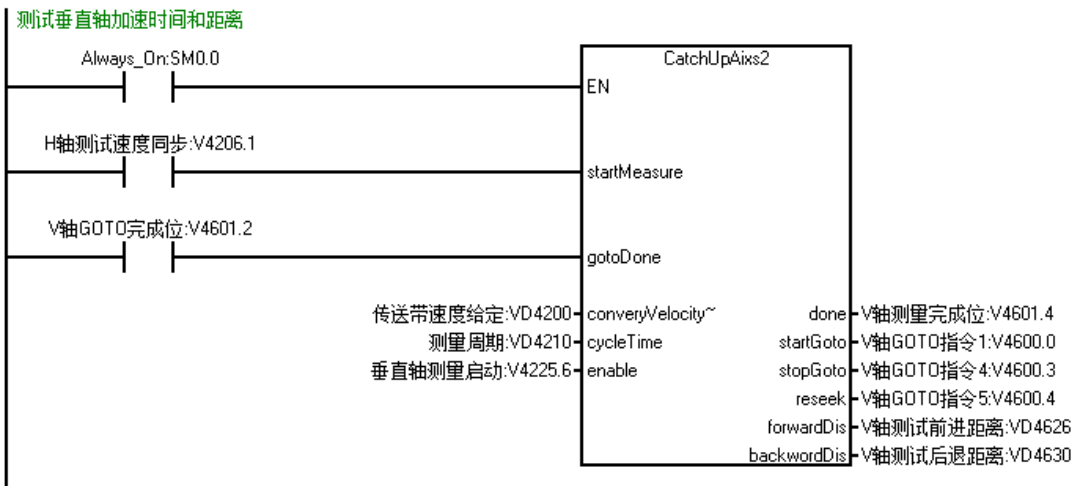 测试垂直轴加速时间和距离
Always_On:SM0.0
CatchUpAixs2
EN
H轴测试速度同步:V4206.1
startMeasure
V轴GOTO完成位:V4601.2
gotoDone
传送带速度给定:VD4200 converyVelocity~ done V轴测量完成位:V4601.4
测量周期:VD4210 cycleTime startGoto V轴GOTO指令1:V4600.0
垂直轴测量启动:V4225.6 enable stopGoto V轴GOTO指令4:V4600.3
reseek V轴GOTO指令5:V4600.4
forwardDis V轴测试前进距离:VD4626
backwordDis V轴测试后退距离:VD4630